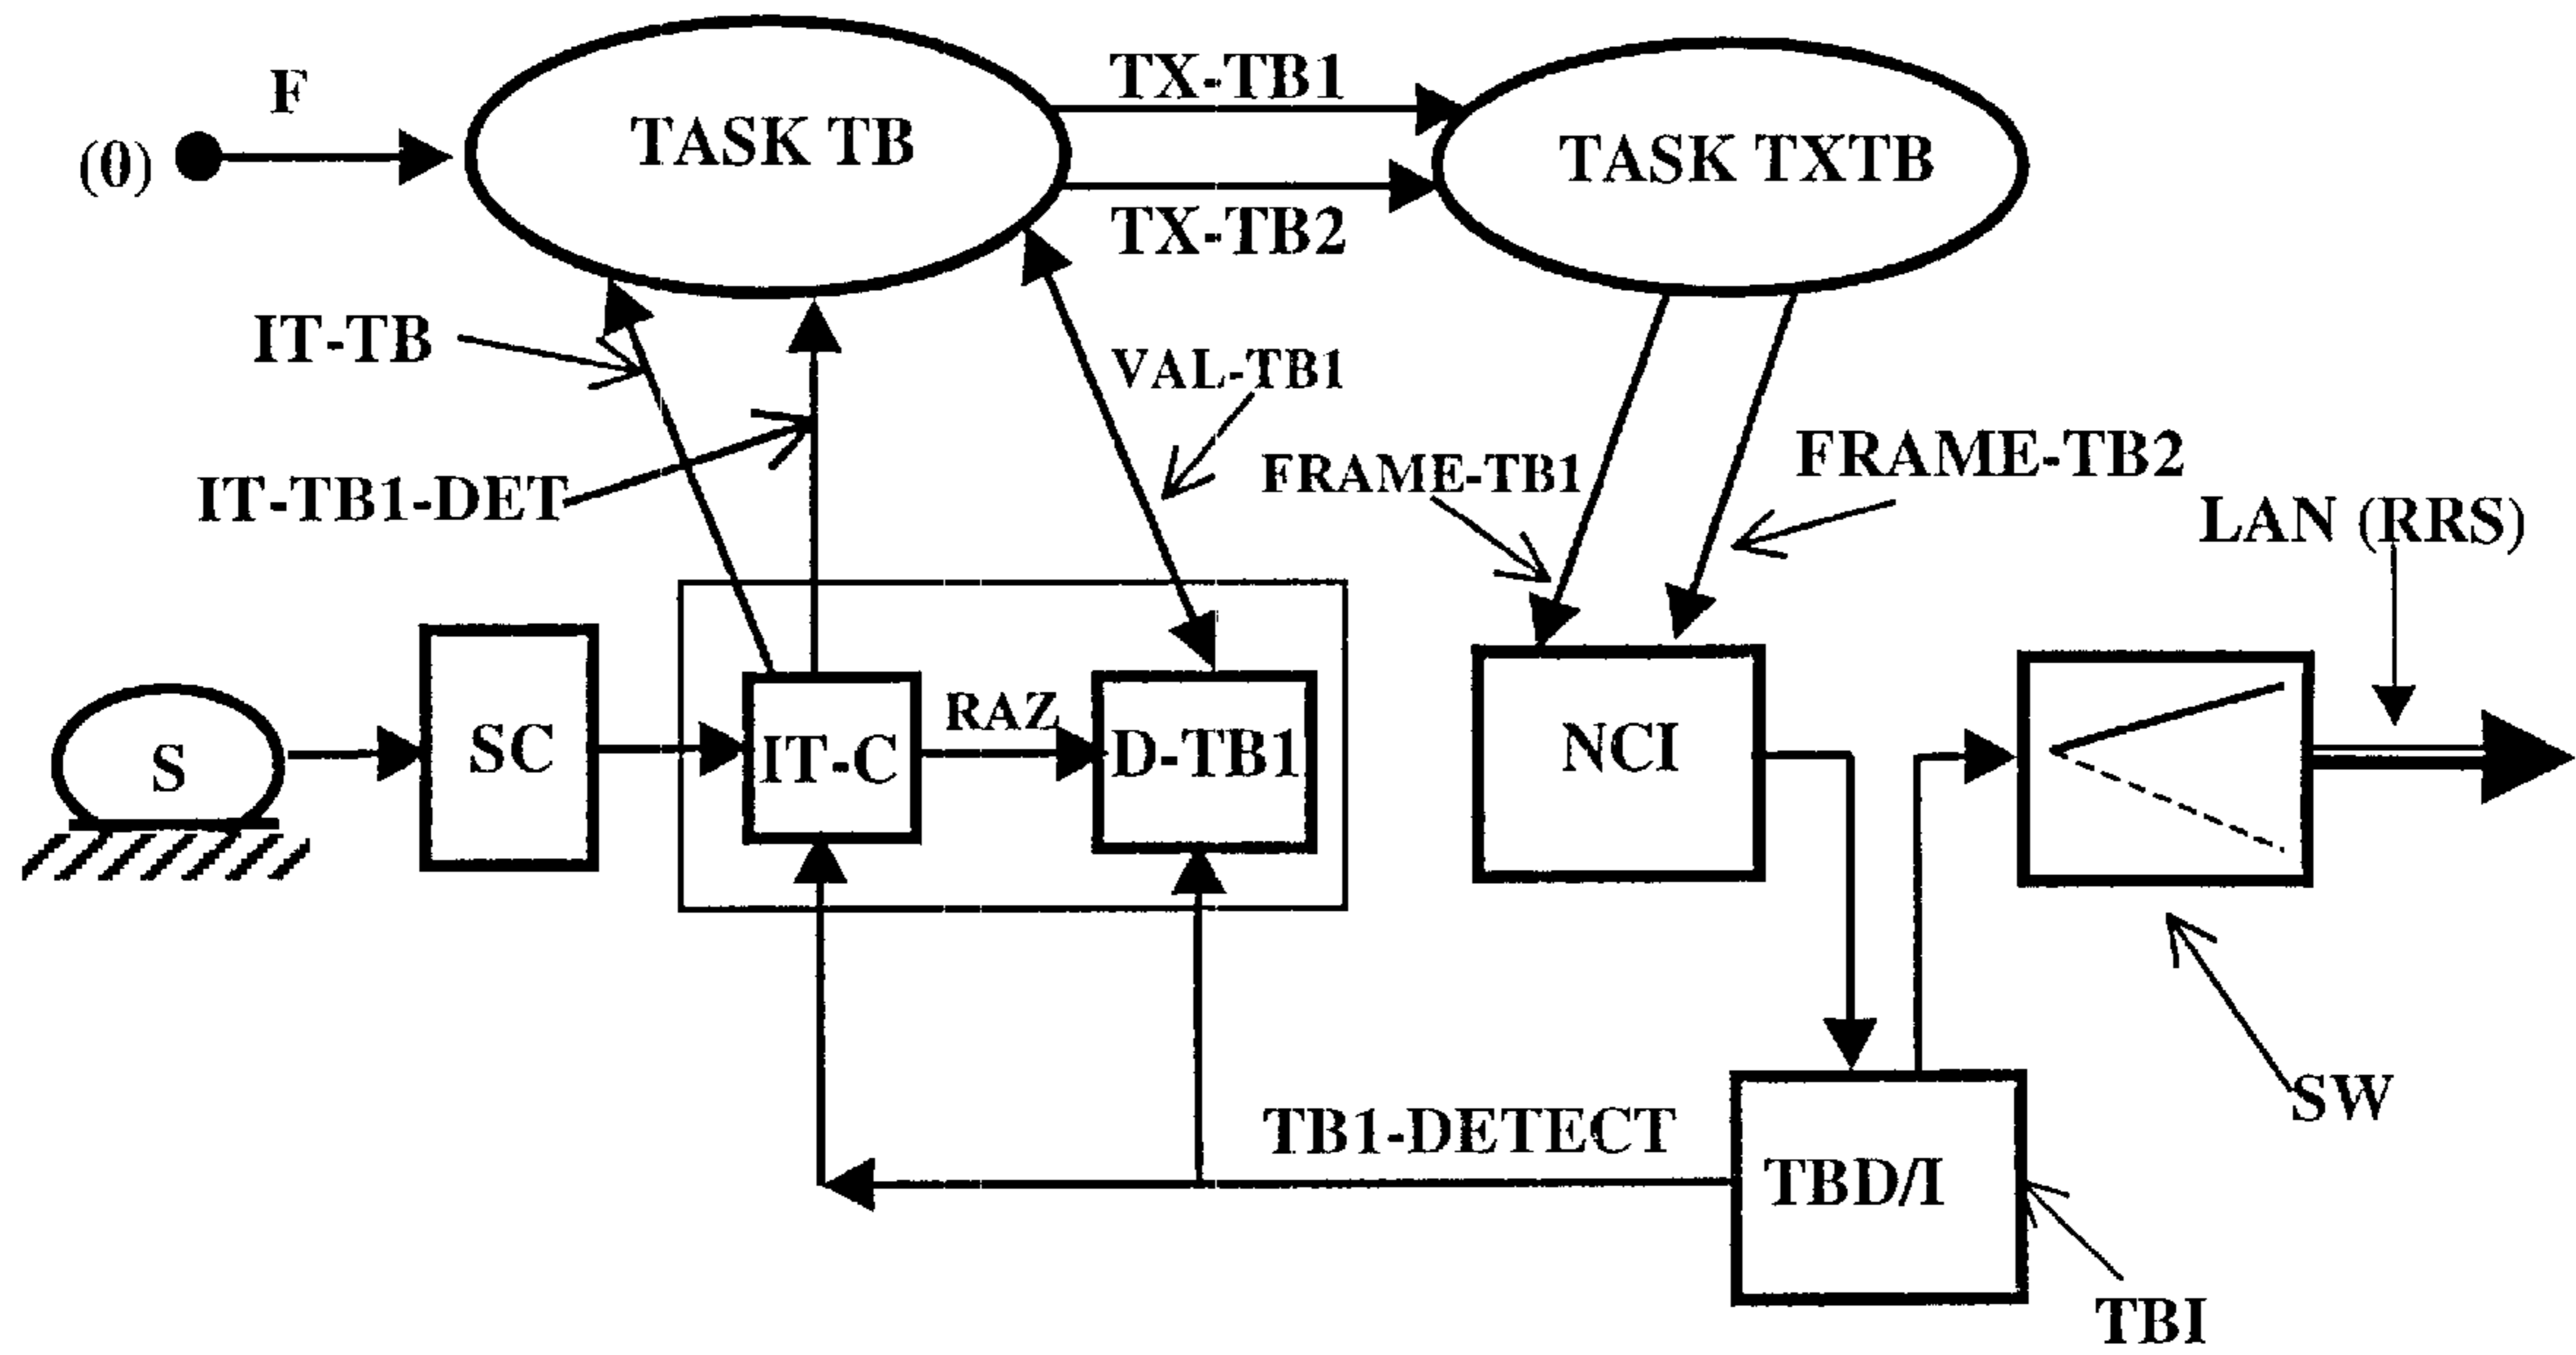 F
(0)
TASK TB
TX-TB1
TX-TB2
TASK TXTB
IT-TB
IT-TB1-DET
VAL-TB1
FRAME-TB1
FRAME-TB2
LAN (RRS)
S
SC
IT-C
RAZ
D-TB1
NCI
SW
TB1-DETECT
TBD/I
TBI